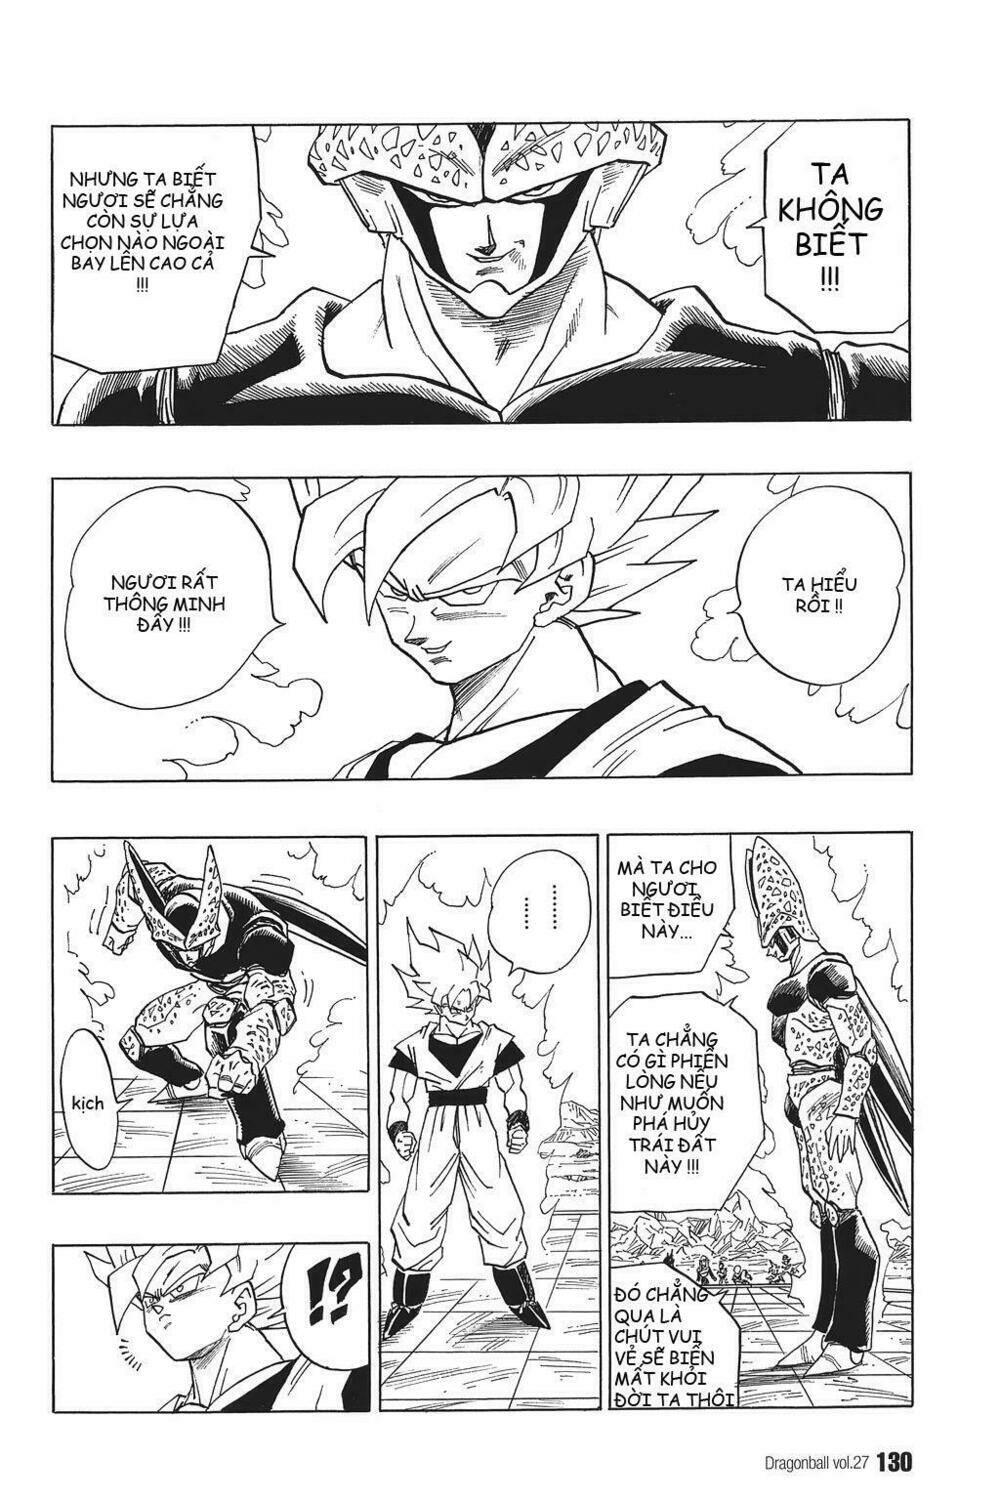 TA
KHÔNG
BIẾT
!!!
NHƯNG TA BIẾT
NGƯƠI SẼ CHẲNG
CÒN SỰ LỰA
CHỌN NÀO NGOÀI
BAY LÊN CAO CẢ
!!!
TA HIỂU
RỒI !!
NGƯƠI RẤT
THÔNG MINH
ĐẤY !!!
MÀ TA CHO
NGƯƠI
BIẾT ĐIỀU
NÀY...
TA CHẲNG
CÓ GÌ PHIỀN
LÒNG NẾU
NHƯ MUỐN
PHÁ HỦY
TRÁI ĐẤT
NÀY !!!
ĐÓ CHẲNG
QUA LÀ
CHÚT VUI
VẺ SẼ BIẾN
MẤT KHỎI
ĐỜI TA THÔI
............
kịch
!?
Dragonball vol.27 130